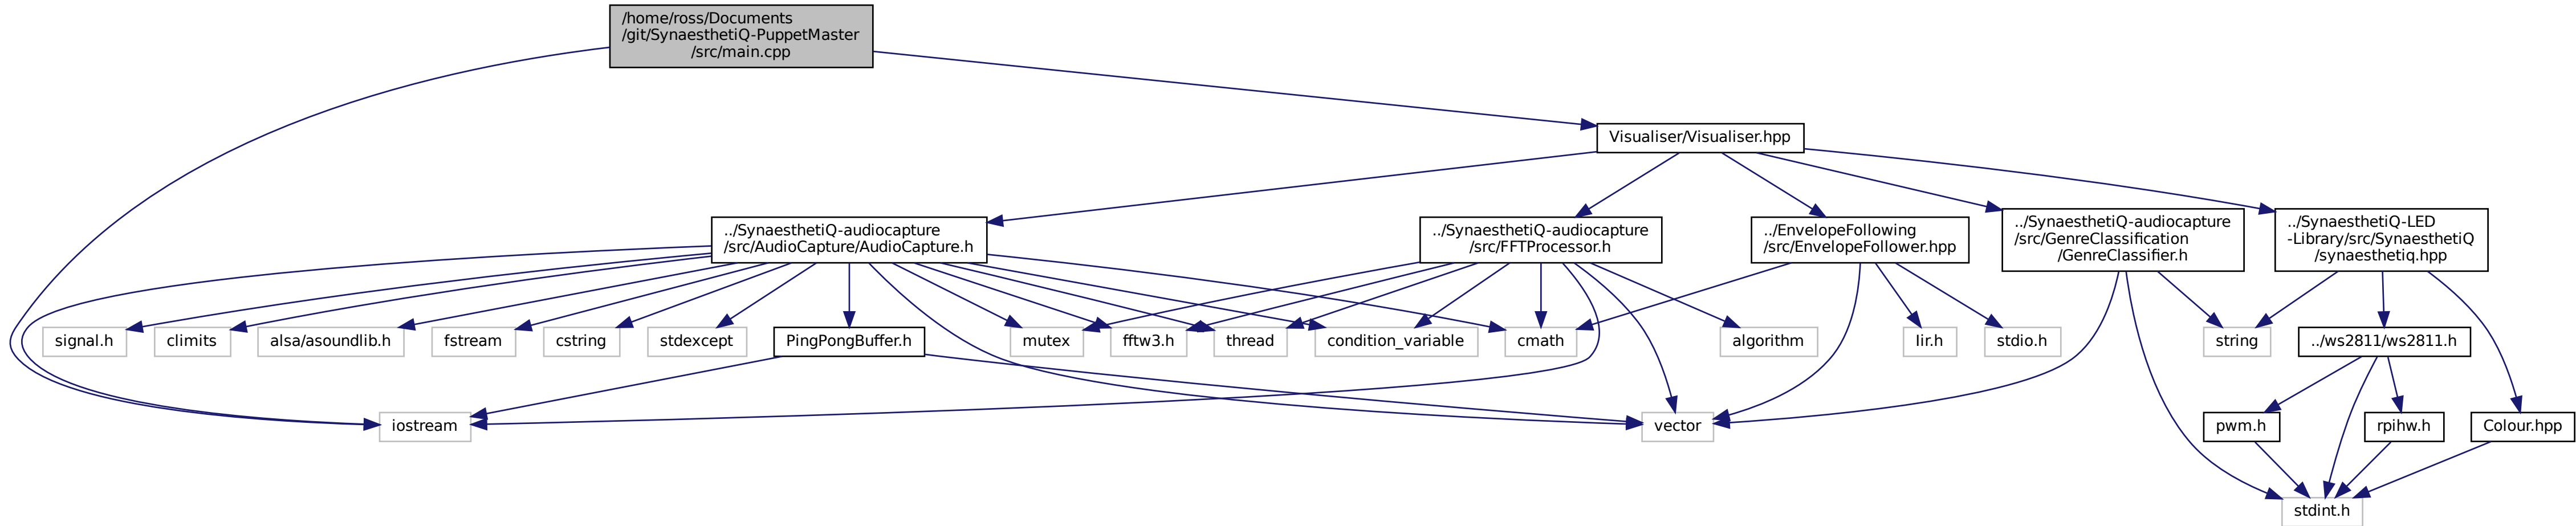 /home/ross/Documents
/git/SynaesthetiQ-PuppetMaster
/src/main.cpp
Visualiser/Visualiser.hpp
../SynaesthetiQ-audiocapture
/src/AudioCapture/AudioCapture.h
../SynaesthetiQ-audiocapture
/src/FFTProcessor.h
../EnvelopeFollowing
/src/EnvelopeFollower.hpp
../SynaesthetiQ-audiocapture
/src/GenreClassification
/GenreClassifier.h
../SynaesthetiQ-LED
-Library/src/SynaesthetiQ
/synaesthetiq.hpp
signal.h
climits
alsa/asoundlib.h
fstream
cstring
stdexcept
PingPongBuffer.h
mutex
fftw3.h
thread
condition_variable
cmath
algorithm
Iir.h
stdio.h
string
../ws2811/ws2811.h
iostream
vector
pwm.h
rpihw.h
Colour.hpp
stdint.h